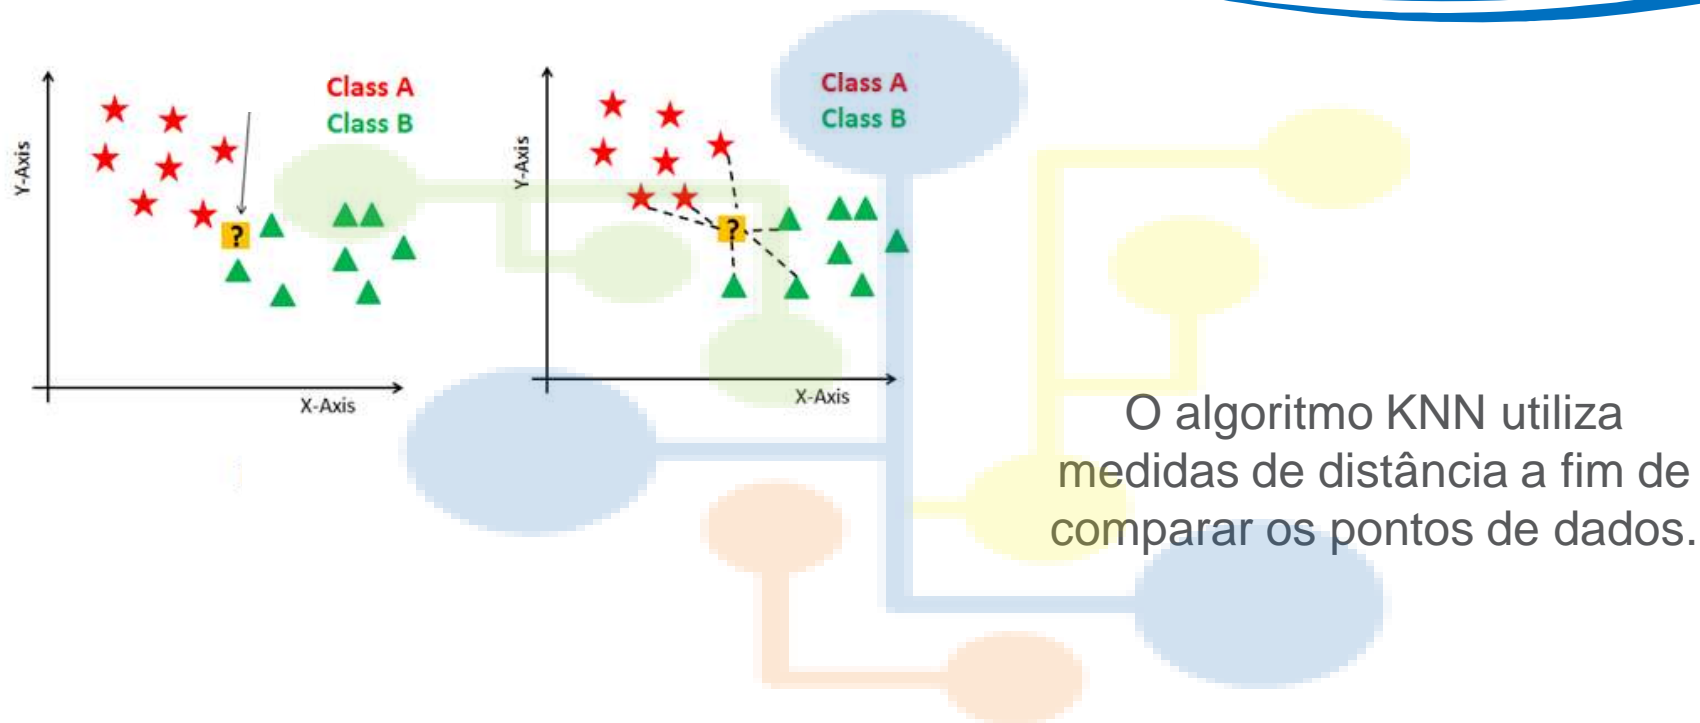 Class A
Class B
Y-Axis
?
X-Axis
Class A
Class B
Y-Axis
?
X-Axis
O algoritmo KNN utiliza
medidas de distância a fim de
comparar os pontos de dados.